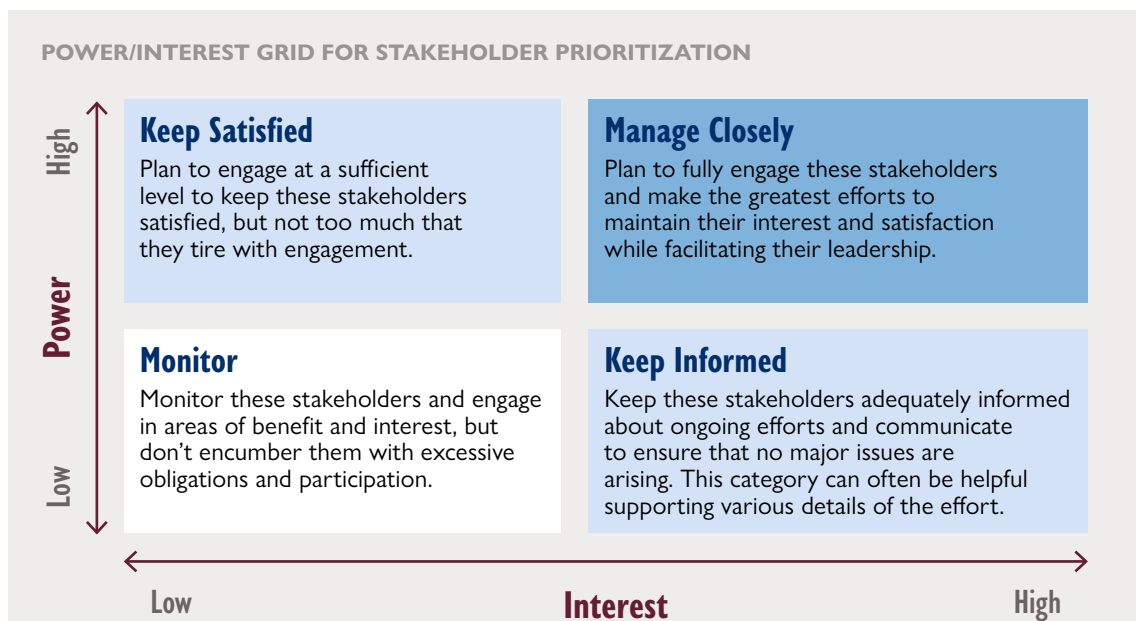 POWER/INTEREST GRID FOR STAKEHOLDER PRIORITIZATION
High
Power
Low
Keep Satisfied
Plan to engage at a sufficient
level to keep these stakeholders
satisfied, but not too much that
they tire with engagement.
Manage Closely
Plan to fully engage these stakeholders
and make the greatest efforts to
maintain their interest and satisfaction
while facilitating their leadership.
Monitor
Monitor these stakeholders and engage
in areas of benefit and interest, but
don’t encumber them with excessive
obligations and participation.
Keep Informed
Keep these stakeholders adequately informed
about ongoing efforts and communicate
to ensure that no major issues are
arising. This category can often be helpful
supporting various details of the effort.
Low
Interest
High